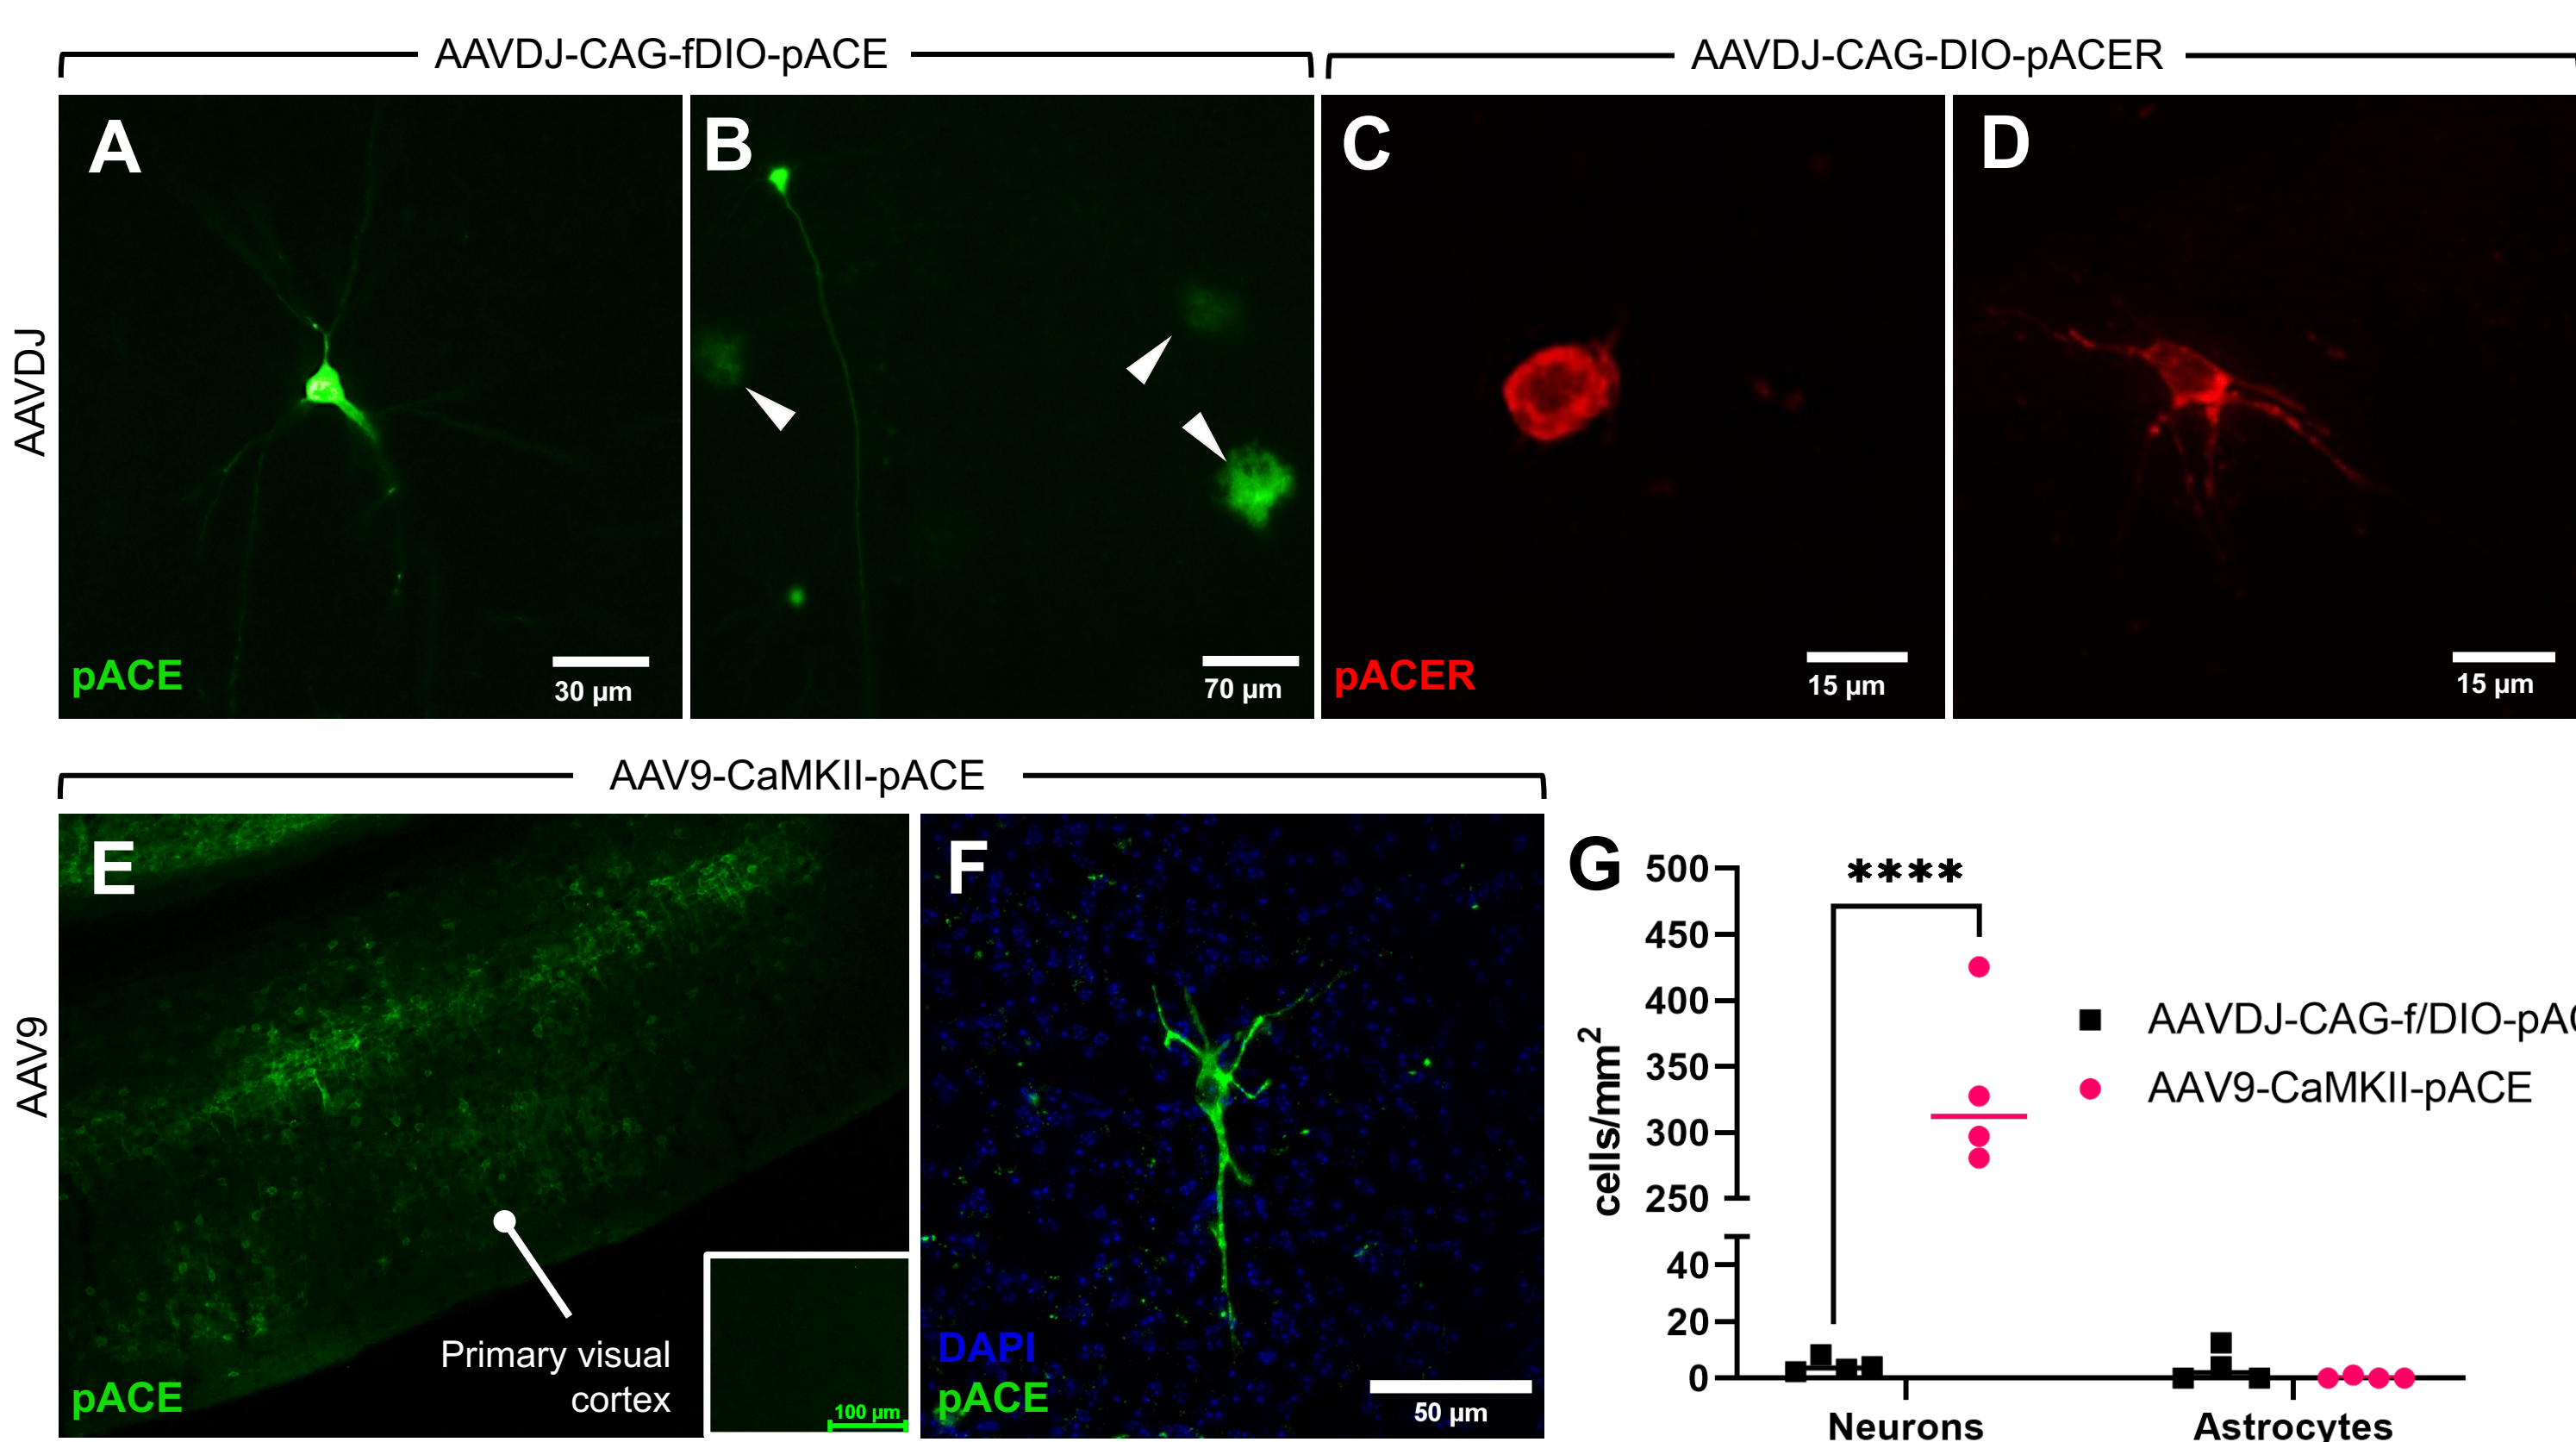 AAVDJ-CAG-fDIO-pACE
AAVDJ-CAG-DIO-pACER
AAVDJ
A
pACE
30 µm
B
70 µm
C
pACER
15 µm
D
15 µm
AAV9-CaMKII-pACE
AAV9
E
Primary visual
cortex
pACE
100 µm
F
DAPI
pACE
50 µm
G
****
cells/mm2
500
450
400
350
300
250
40
20
0
Neurons
Astrocytes
AAVDJ-CAG-f/DIO-pAC
AAV9-CaMKII-pACE